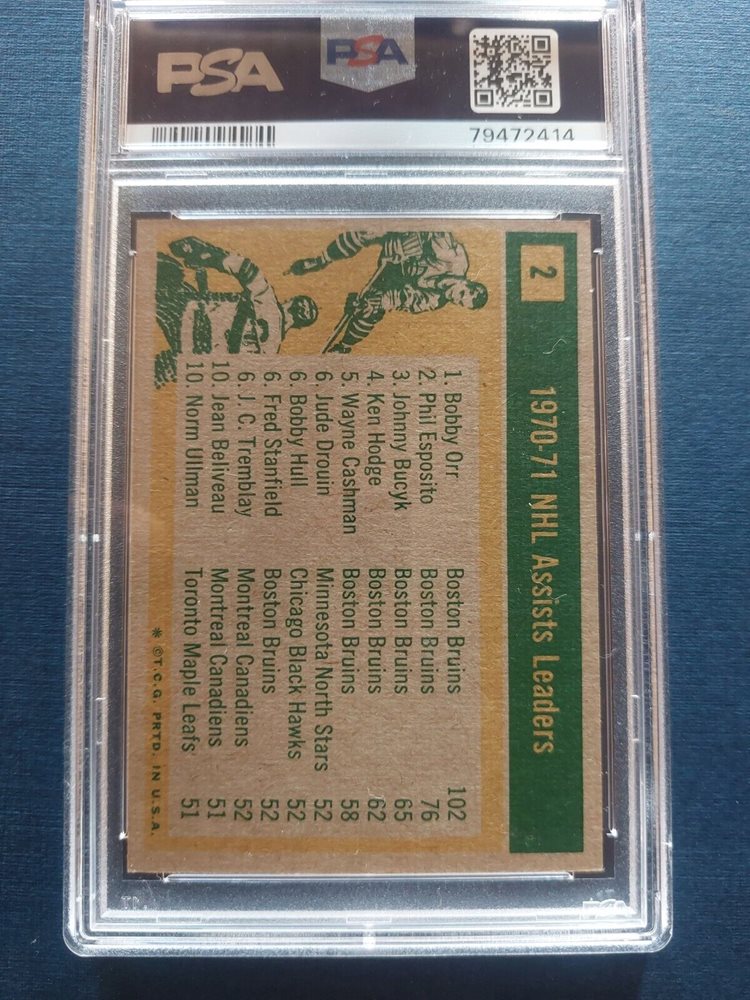 PSA
PSA
79472414
2
1970-71 NHL Assists Leaders
1. Bobby Orr Boston Bruins 102
2. Phil Esposito Boston Bruins 76
3. Johnny Bucyk Boston Bruins 65
4. Ken Hodge Boston Bruins 62
5. Wayne Cashman Boston Bruins 58
6. Jude Drouin Minnesota North Stars 52
6. Bobby Hull Chicago Black Hawks 52
6. Fred Stanfield Boston Bruins 52
6. J. C. Tremblay Montreal Canadiens 52
10. Jean Beliveau Montreal Canadiens 51
10. Norm Ullman Toronto Maple Leafs 51
* ©T.C.G. PRTD. IN U.S.A.